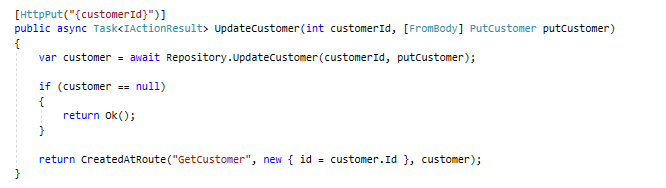 [HttpPut("{customerId}")]
public async Task<IActionResult> UpdateCustomer(int customerId, [FromBody] PutCustomer putCustomer)
{
    var customer = await Repository.UpdateCustomer(customerId, putCustomer);
    if (customer == null)
    {
        return Ok();
    }
    return CreatedAtRoute("GetCustomer", new { id = customer.Id }, customer);
}